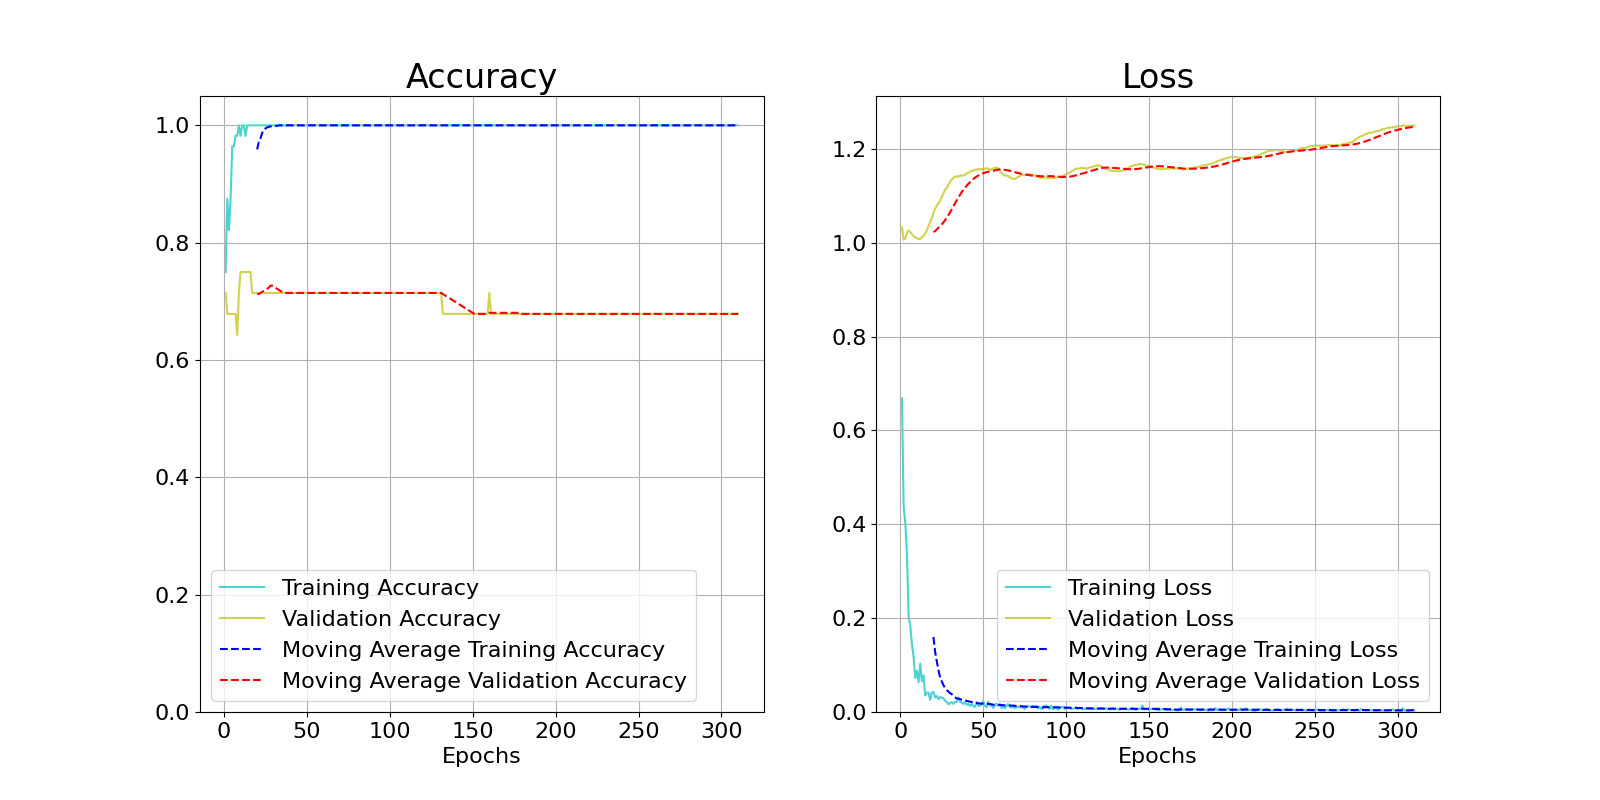 Accuracy
1.0
0.8
0.6
0.4
0.2
0.0
Training Accuracy
Validation Accuracy
Moving Average Training Accuracy
Moving Average Validation Accuracy
0 50 100 150 200 250 300
Epochs
Loss
1.2
1.0
0.8
0.6
0.4
0.2
0.0
Training Loss
Validation Loss
Moving Average Training Loss
Moving Average Validation Loss
0 50 100 150 200 250 300
Epochs